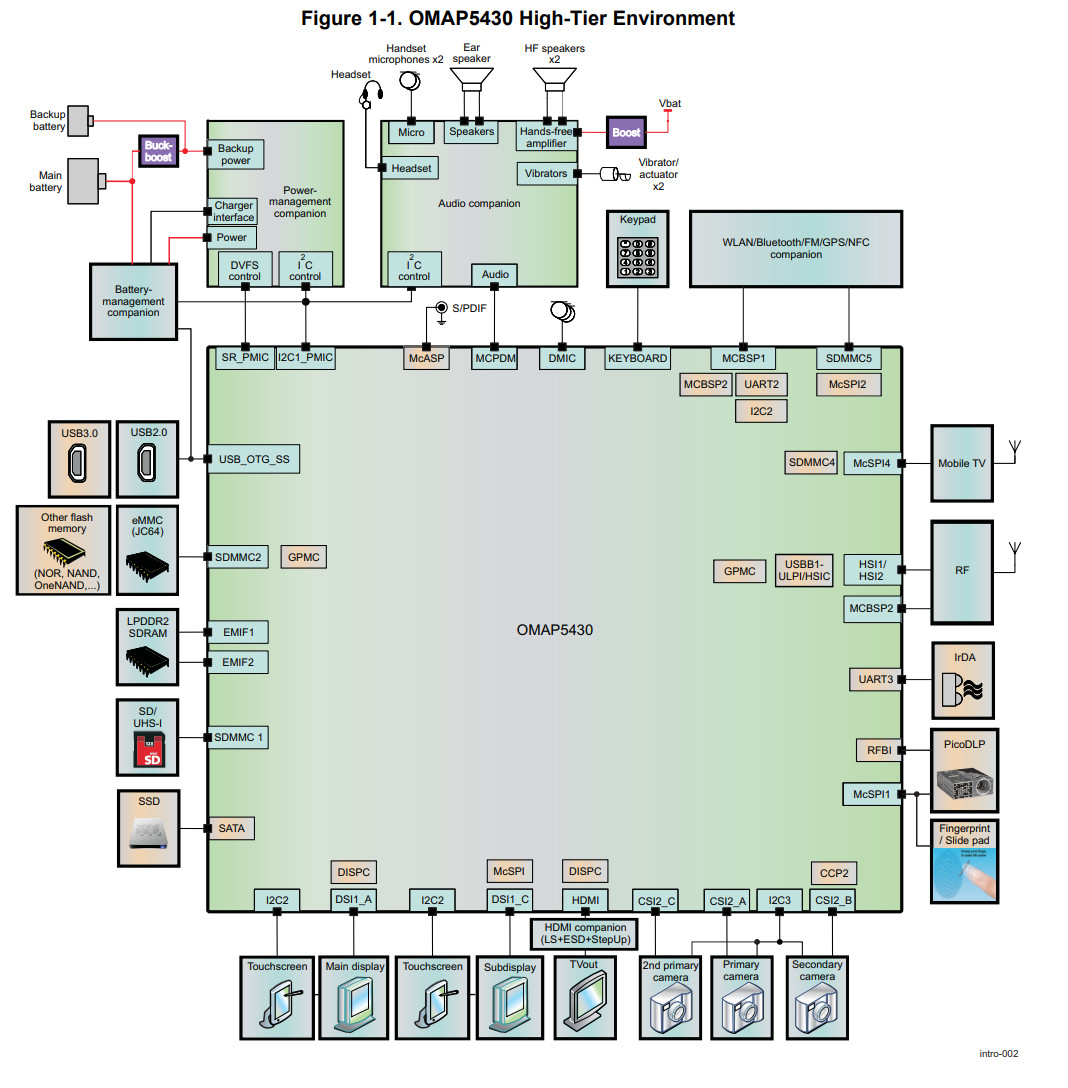 Figure 1-1. OMAP5430 High-Tier Environment
Handset
microphones x2
Ear
speaker
HF speakers
x2
Headset
Vbat
Backup
battery
Main
battery
Buck-
boost
Backup
power
Charger
interface
Power
Power-
management
companion
DVFS
control
I2C
control
Micro
Speakers
Hands-free
amplifier
Boost
Headset
Vibrators
Vibrator/
actuator
x2
Audio companion
I2C
control
Audio
Keypad
WLAN/Bluetooth/FM/GPS/NFC
companion
Battery-
management
companion
S/PDIF
SR_PMIC
I2C1_PMIC
McASP
MCPDM
DMIC
KEYBOARD
MCBSP1
SDMMC5
MCBSP2
UART2
McSPI2
I2C2
USB3.0
USB2.0
USB_OTG_SS
SDMMC4
McSPI4
Mobile TV
Other flash
memory
(NOR, NAND,
OneNAND,...)
eMMC
(JC64)
SDMMC2
GPMC
GPMC
USBB1-
ULPI/HSIC
HSI1/
HSI2
MCBSP2
RF
LPDDR2
SDRAM
EMIF1
EMIF2
OMAP5430
UART3
IrDA
SD/
UHS-I
SD
SDMMC 1
RFBI
PicoDLP
McSPI1
SSD
SATA
Fingerprint
/ Slide pad
DISPC
McSPI
DISPC
CCP2
I2C2
DSI1_A
I2C2
DSI1_C
HDMI
CSI2_C
CSI2_A
I2C3
CSI2_B
HDMI companion
(LS+ESD+StepUp)
Touchscreen
Main display
Touchscreen
Subdisplay
TVout
2nd primary
camera
Primary
camera
Secondary
camera
intro-002